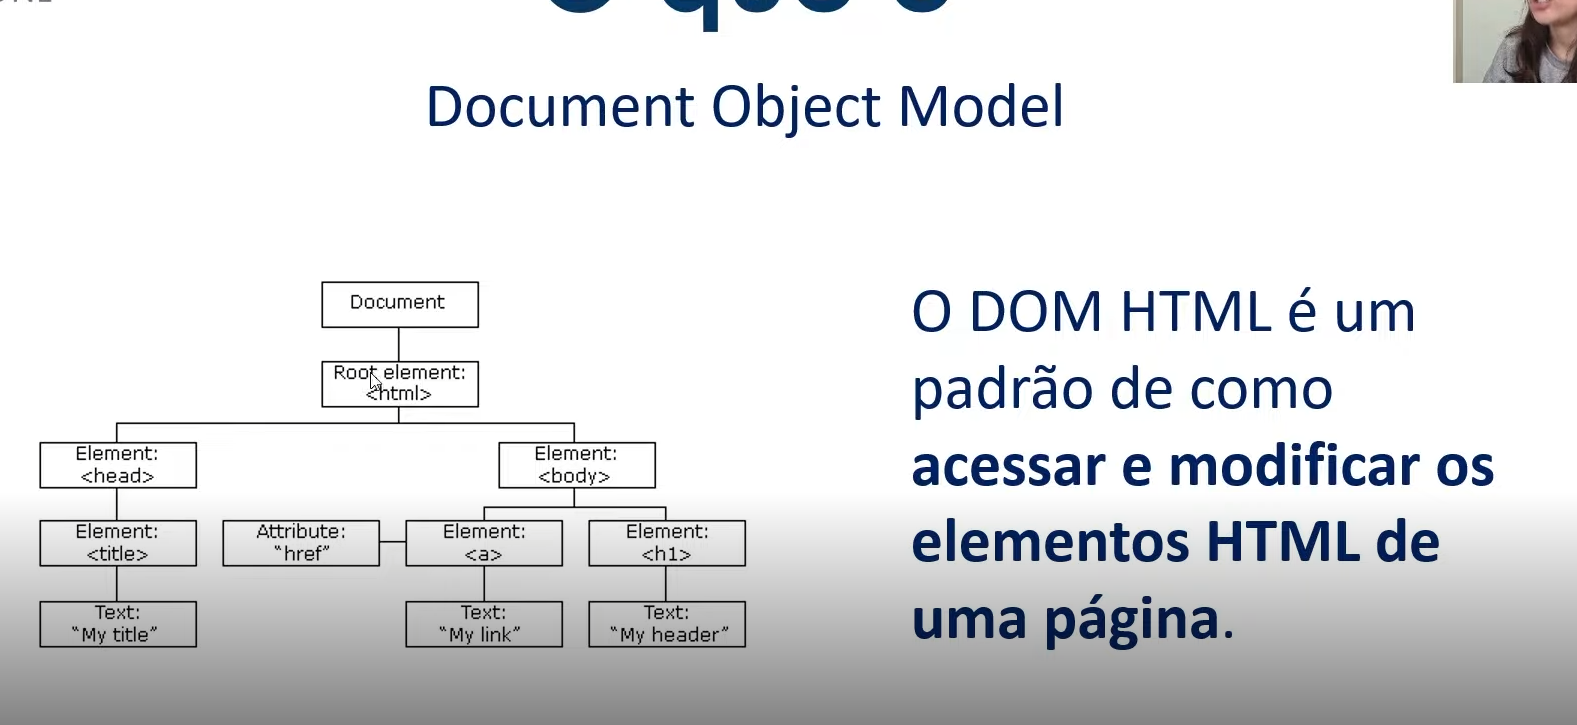 Document Object Model
Document
Root element:
<html>
Element:
<head>
Element:
<body>
Element:
<title>
Attribute:
“href”
Element:
<a>
Element:
<h1>
Text:
“My title”
Text:
“My link”
Text:
“My header”
O DOM HTML é um
padrão de como
acessar e modificar os
elementos HTML de
uma página.